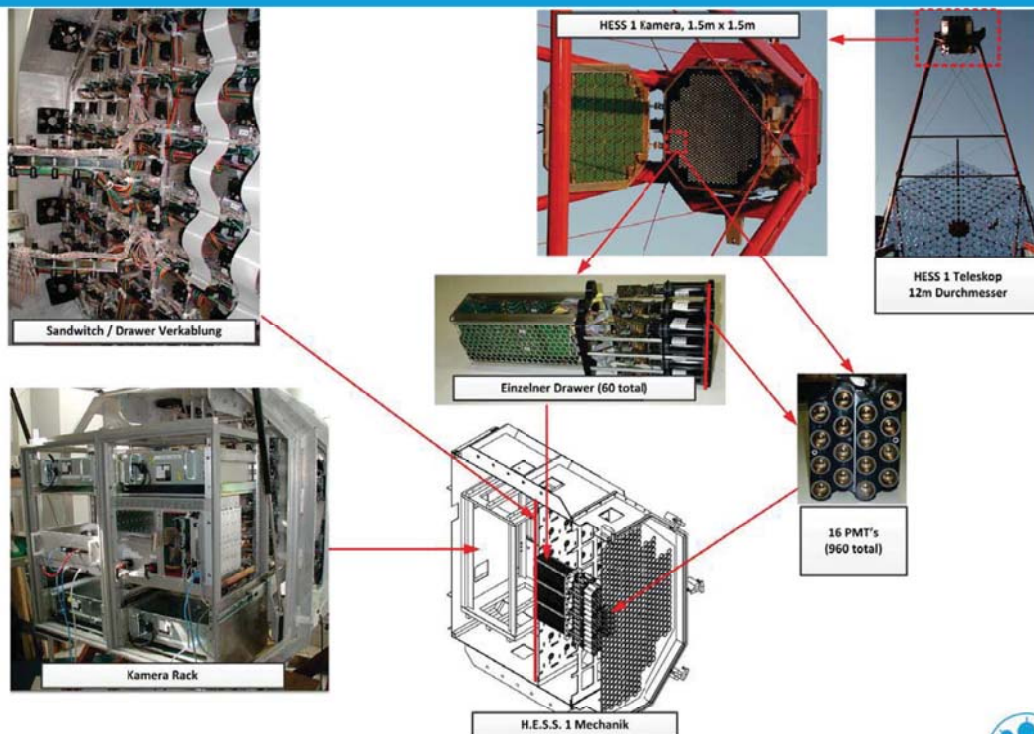 HESS 1 Kamera, 1.5m x 1.5m
HESS 1 Teleskop
12m Durchmesser
Sandwitch / Drawer Verkablung
Einzelner Drawer (60 total)
16 PMT's
(960 total)
Kamera Rack
H.E.S.S. 1 Mechanik